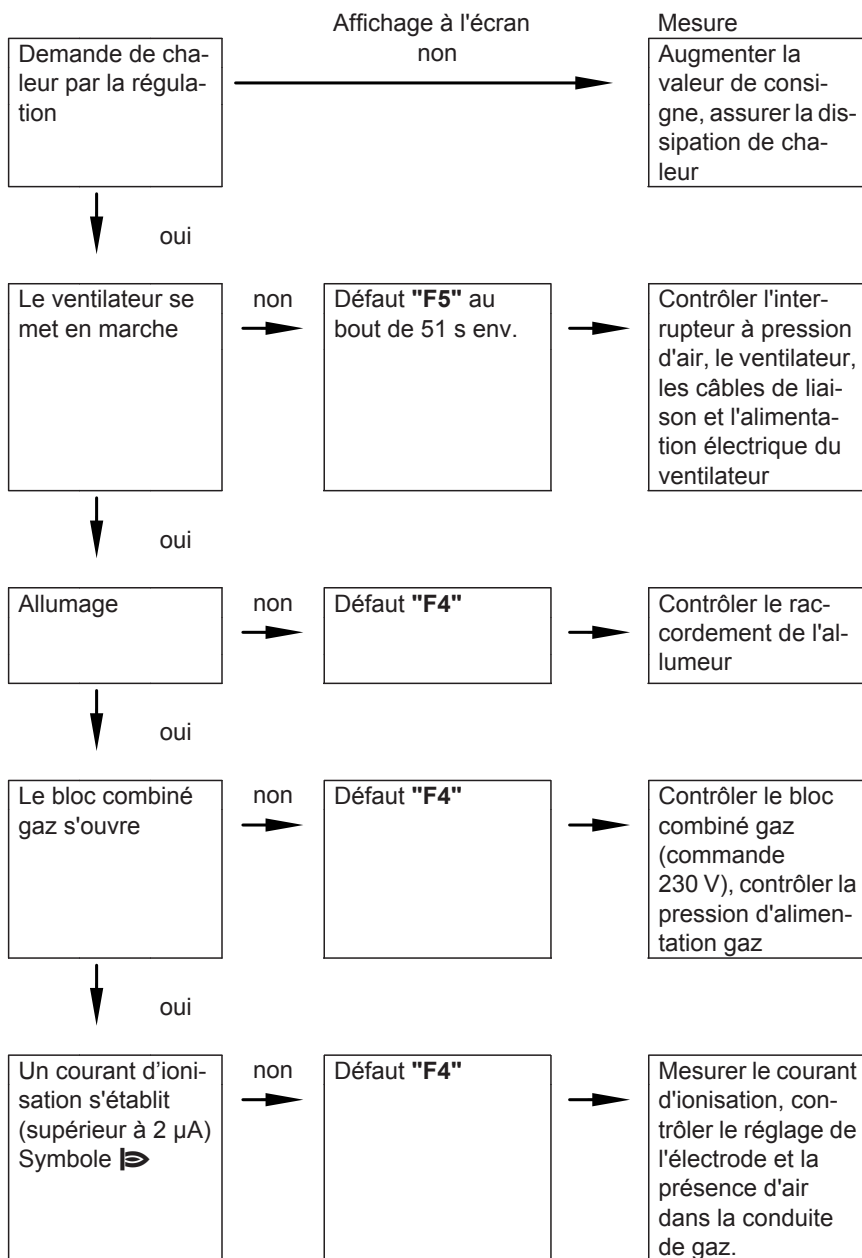 Affichage à l'écran
Mesure
Demande de cha-
leur par la régula-
tion
non
Augmenter la
valeur de consi-
gne, assurer la dis-
sipation de cha-
leur
oui
Le ventilateur se
met en marche
non
Défaut "F5" au
bout de 51 s env.
Contrôler l'inter-
rupteur à pression
d'air, le ventilateur,
les câbles de liai-
son et l'alimenta-
tion électrique du
ventilateur
oui
Allumage
non
Défaut "F4"
Contrôler le rac-
cordement de l'al-
lumeur
oui
Le bloc combiné
gaz s'ouvre
non
Défaut "F4"
Contrôler le bloc
combiné gaz
(commande
230 V), contrôler la
pression d'alimen-
tation gaz
oui
Un courant d’ioni-
sation s'établit
(supérieur à 2 µA)
Symbole
non
Défaut "F4"
Mesurer le courant
d'ionisation, con-
trôler le réglage de
l'électrode et la
présence d'air
dans la conduite
de gaz.